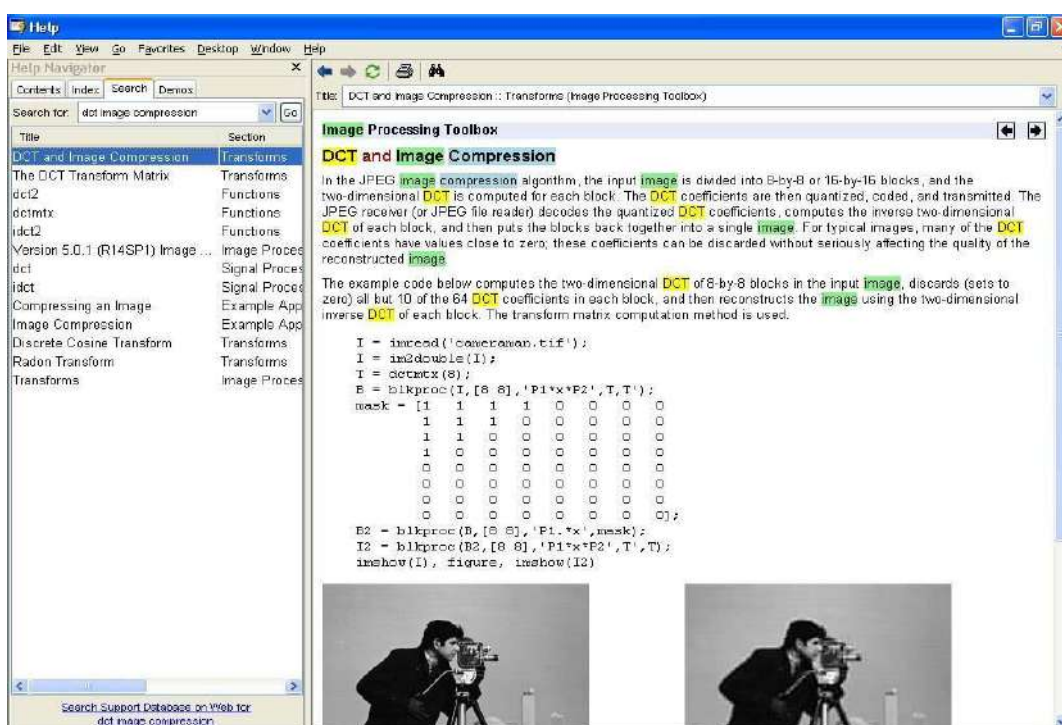 Help
File Edit View Go Favorites Desktop Window Help
Help Navigator
Contents Index Search Demos
Search for: dct image compression Go
Title Section
DCT and Image Compression Transforms
The DCT Transform Matrix Transforms
dct2 Functions
dctmtx Functions
idct2 Functions
Version 5.0.1 (R14SP1) Image ... Image Proces
dct Signal Proces
idct Signal Proces
Compressing an Image Example App
Image Compression Example App
Discrete Cosine Transform Transforms
Radon Transform Transforms
Transforms Image Proces
Search Support Database on Web for
dct image compression
Title: DCT and Image Compression :: Transforms (Image Processing Toolbox)
Image Processing Toolbox
DCT and Image Compression
In the JPEG image compression algorithm, the input image is divided into 8-by-8 or 16-by-16 blocks, and the
two-dimensional DCT is computed for each block. The DCT coefficients are then quantized, coded, and transmitted. The
JPEG receiver (or JPEG file reader) decodes the quantized DCT coefficients, computes the inverse two-dimensional
DCT of each block, and then puts the blocks back together into a single image. For typical images, many of the DCT
coefficients have values close to zero; these coefficients can be discarded without seriously affecting the quality of the
reconstructed image.
The example code below computes the two-dimensional DCT of 8-by-8 blocks in the input image, discards (sets to
zero) all but 10 of the 64 DCT coefficients in each block, and then reconstructs the image using the two-dimensional
inverse DCT of each block. The transform matrix computation method is used.
I = imread('cameraman.tif');
I = im2double(I);
T = dctmtx(8);
B = blkproc(I,[8 8],'P1*x*P2',T,T');
mask = [1 1 1 1 0 0 0 0
1 1 1 0 0 0 0 0
1 1 0 0 0 0 0 0
1 0 0 0 0 0 0 0
0 0 0 0 0 0 0 0
0 0 0 0 0 0 0 0
0 0 0 0 0 0 0 0
0 0 0 0 0 0 0 0];
B2 = blkproc(B,[8 8],'P1.*x',mask);
I2 = blkproc(B2,[8 8],'P1*x*P2',T',T);
imshow(I), figure, imshow(I2)